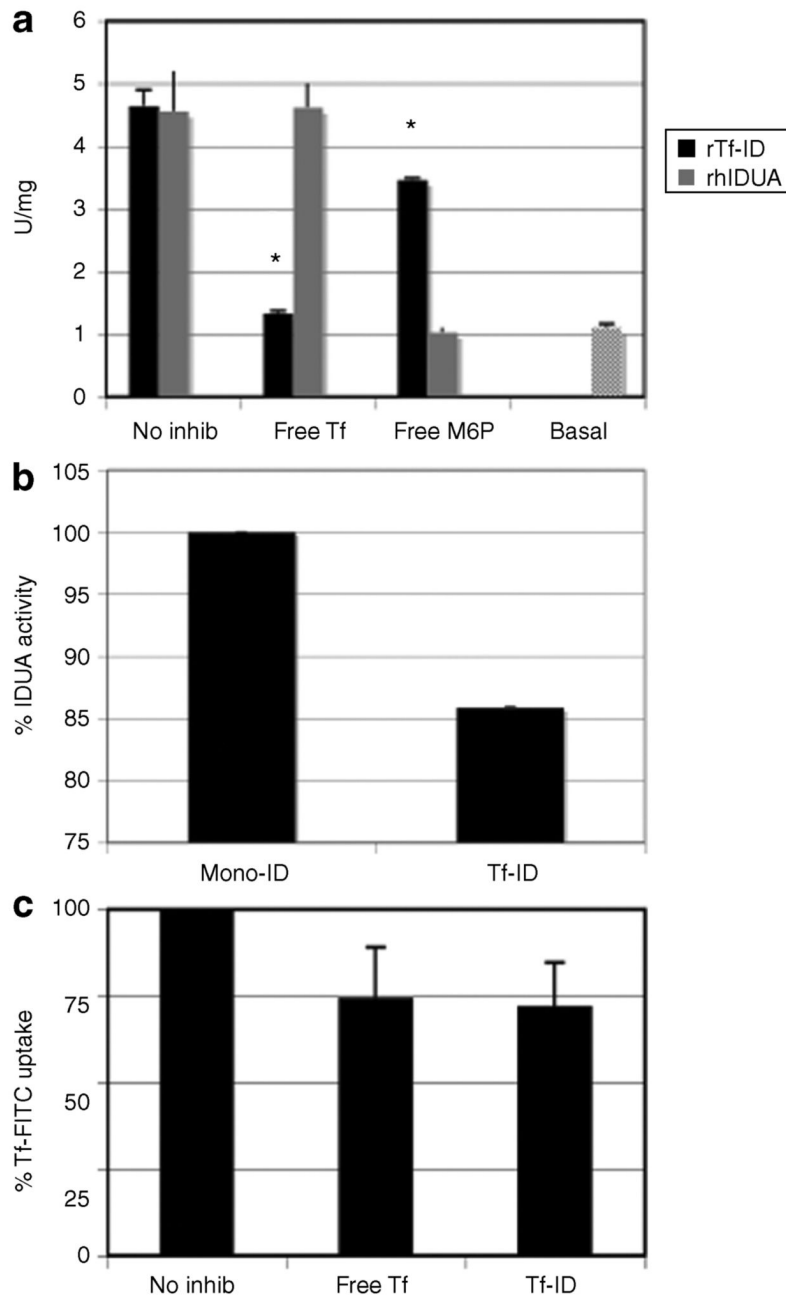 a
6
5
4
3
2
1
0
U/mg
*
*
No inhib Free Tf Free M6P Basal
rTf-ID
rhIDUA
b
105
100
95
90
85
80
75
% IDUA activity
Mono-ID Tf-ID
c
100
75
50
25
0
% Tf-FITC uptake
No inhib Free Tf Tf-ID